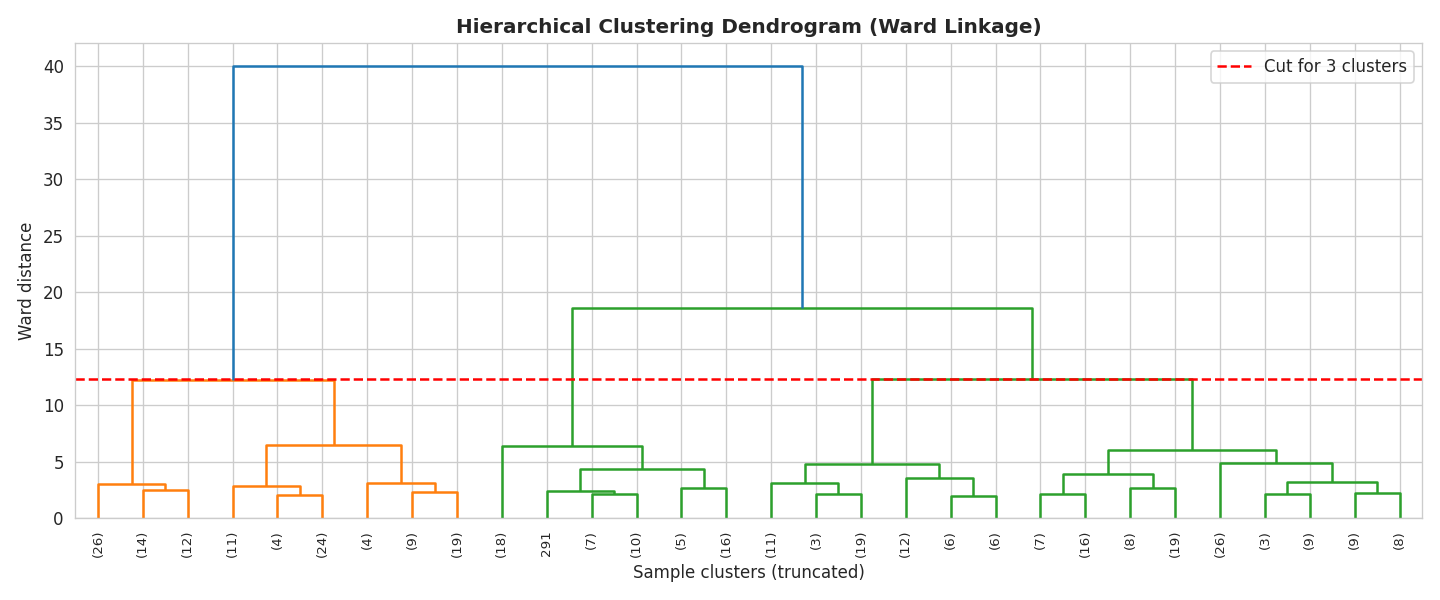 Hierarchical Clustering Dendrogram (Ward Linkage)
Cut for 3 clusters
Ward distance
40
35
30
25
20
15
10
5
0
(26) (14) (12) (11) (4) (24) (4) (9) (19) (18) 291 (7) (10) (5) (16) (11) (3) (19) (12) (6) (6) (7) (16) (8) (19) (26) (3) (9) (9) (8)
Sample clusters (truncated)